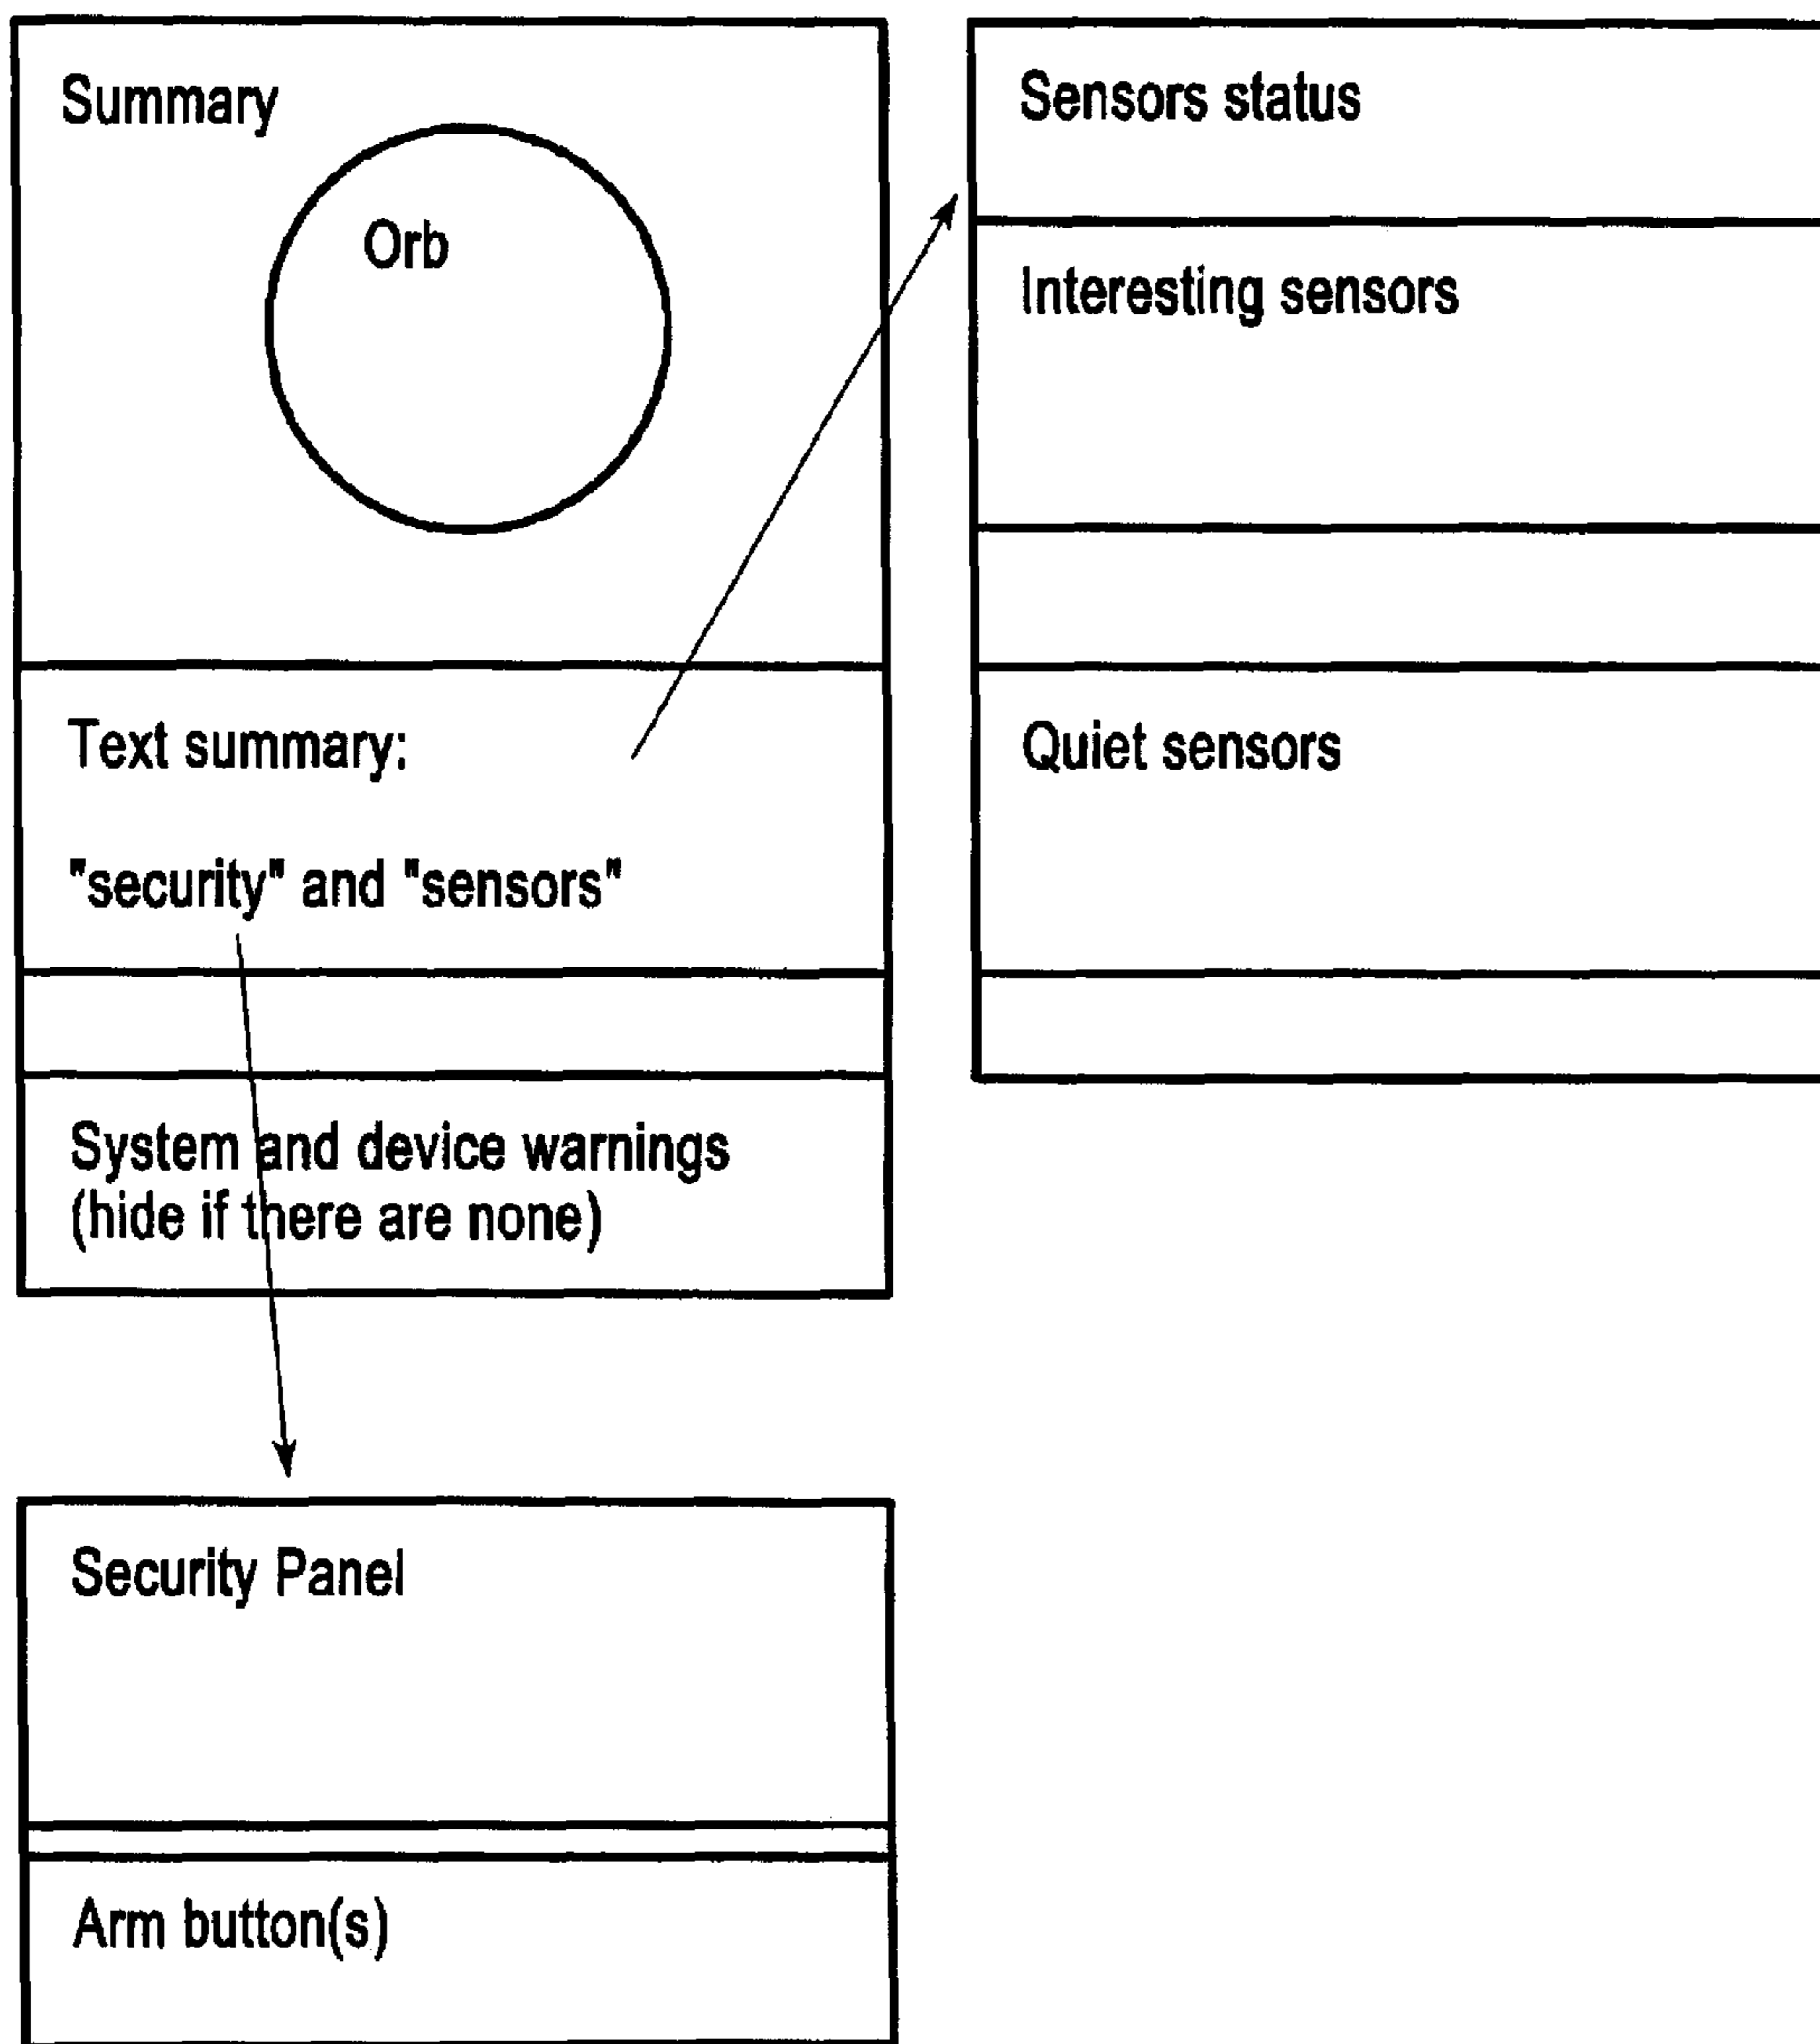 Summary
Orb
Text summary:
"security" and "sensors"
System and device warnings
(hide if there are none)
Sensors status
Interesting sensors
Quiet sensors
Security Panel
Arm button(s)